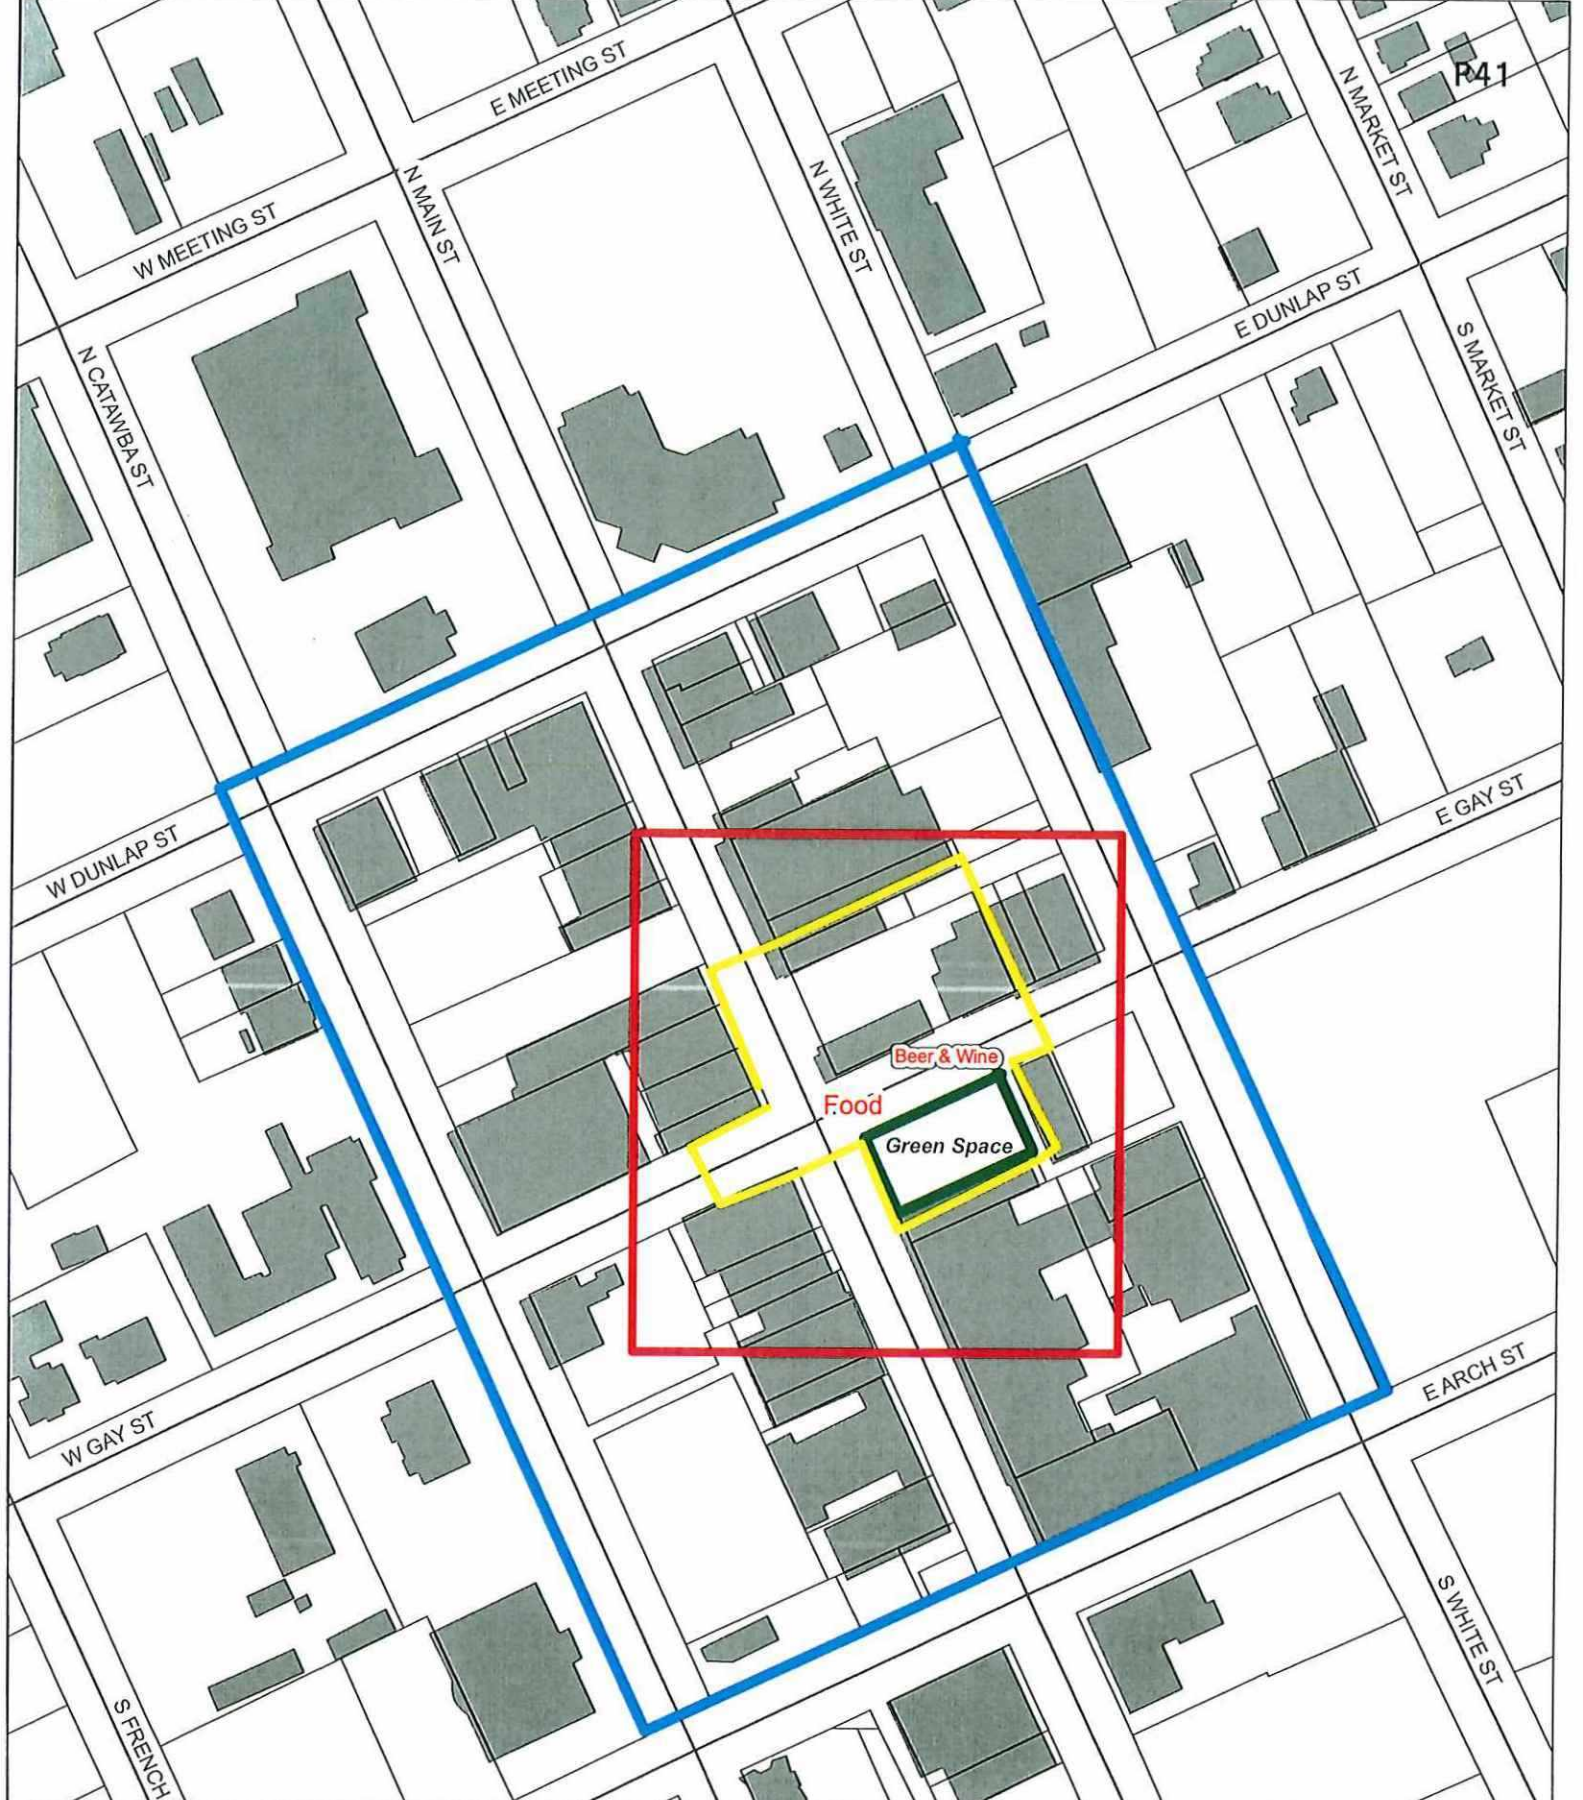 E MEETING ST
P41
N MARKET ST
N MAIN ST
N WHITE ST
W MEETING ST
E DUNLAP ST
N CATAWBA ST
S MARKET ST
E GAY ST
W DUNLAP ST
Beer & Wine
Food
Green Space
E ARCH ST
W GAY ST
S WHITE ST
S FRENCH